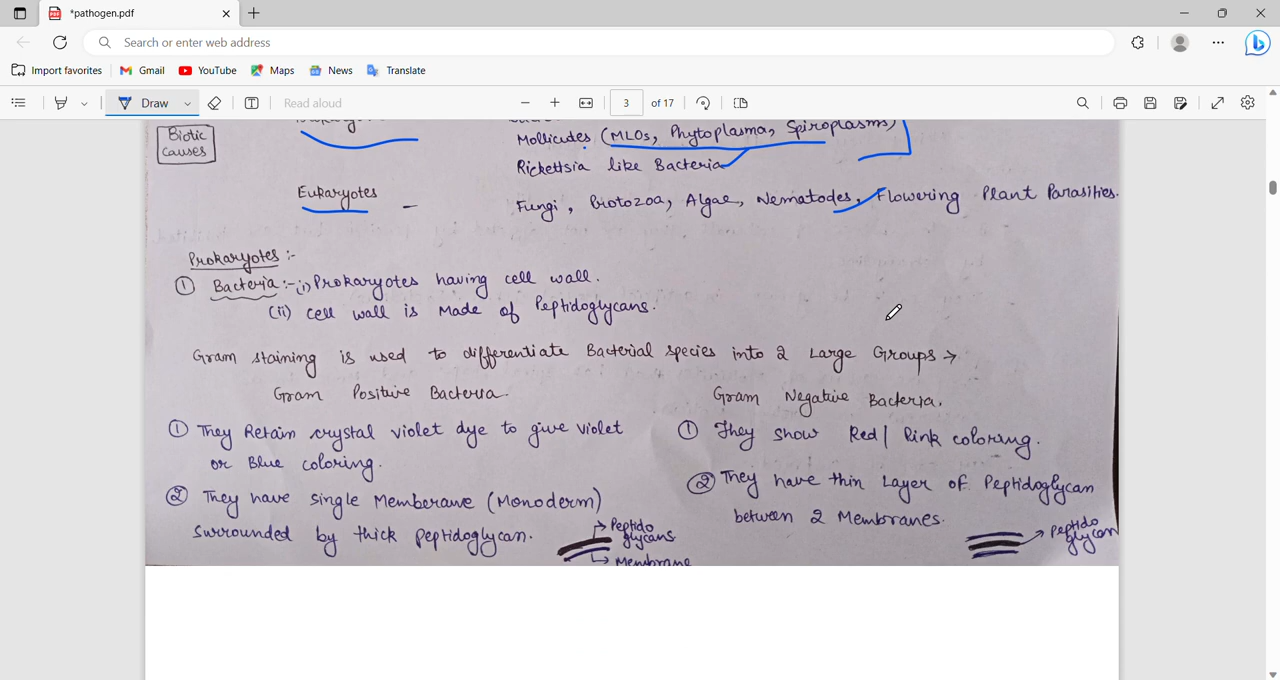 *pathogen.pdf
Search or enter web address
Import favorites Gmail YouTube Maps News Translate
Draw Read aloud 3 of 17
Biotic
causes
Mollicudes (MLOs, Phytoplasma, Spiroplasms)
Rickettsia like Bacteria
Eukaryotes – Fungi, Protozoa, Algae, Nematodes, Flowering Plant Parasities.
Prokaryotes :-
① Bacteria :- (i) Prokaryotes having cell wall.
(ii) cell wall is Made of Peptidoglycans.
Gram staining is used to differentiate Bacterial species into 2 Large Groups →
Gram Positive Bacteria.
① They Retain crystal violet dye to give violet
or Blue coloring.
② They have single Memberane (Monoderm)
surrounded by thick peptidoglycan.
Peptido
glycans
Membrane
Gram Negative Bacteria.
① They show Red/ Pink coloring.
② They have thin Layer of Peptidoglycan
between 2 Membranes.
Peptido
glycan